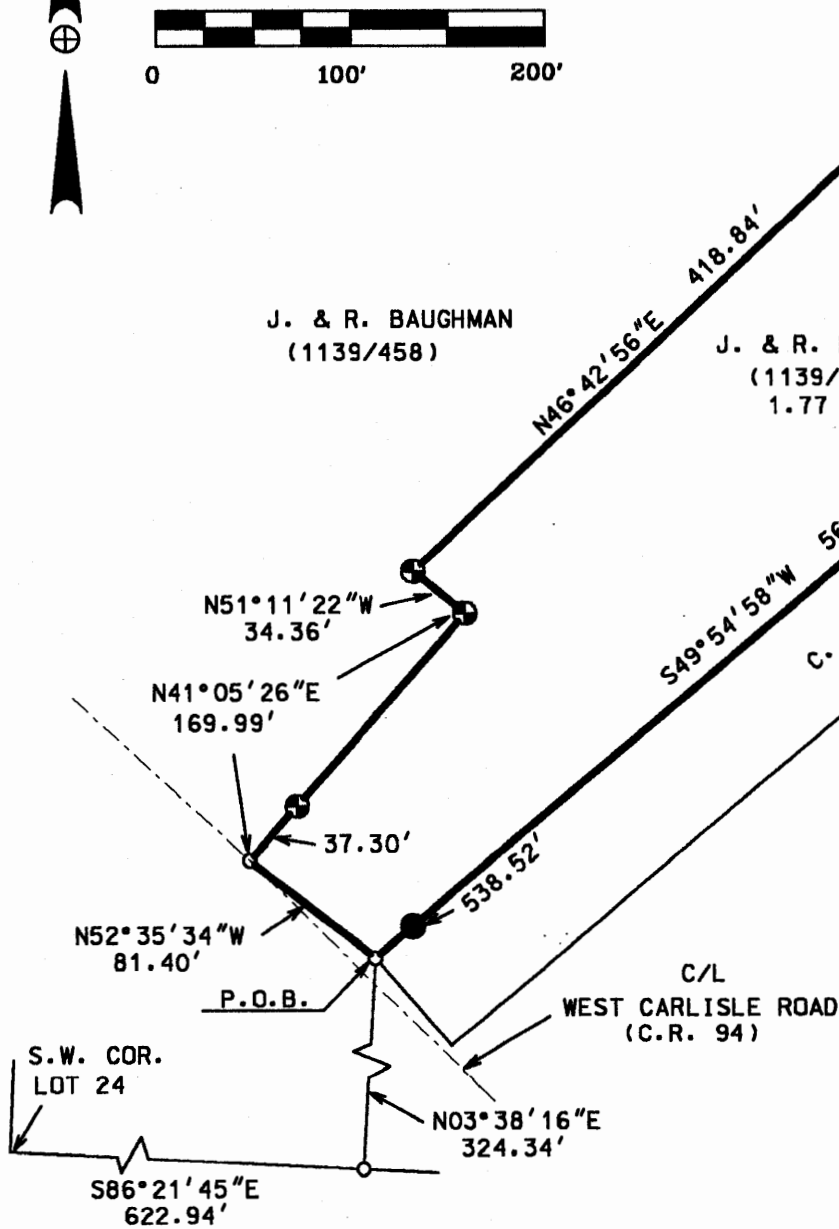 0 100' 200'
418.84'
J. & R. BAUGHMAN
(1139/458)
N46°42'56"E
J. & R.
(1139/
1.77
N51°11'22"W
34.36'
56
S49°54'58"W
C.
N41°05'26"E
169.99'
37.30'
538.52'
N52°35'34"W
81.40'
P.O.B.
C/L
WEST CARLISLE ROAD
(C.R. 94)
S.W. COR.
LOT 24
N03°38'16"E
324.34'
S86°21'45"E
622.94'